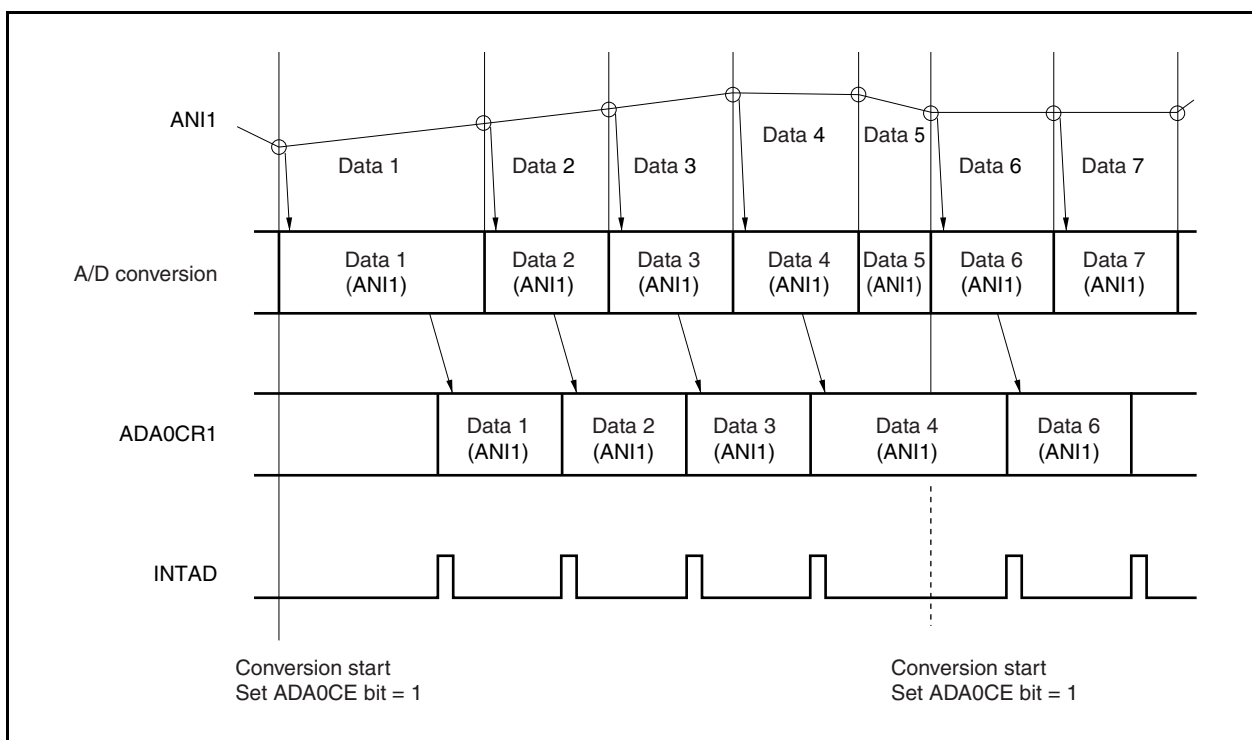 ANI1
Data 1
Data 2
Data 3
Data 4
Data 5
Data 6
Data 7
A/D conversion
Data 1
(ANI1)
Data 2
(ANI1)
Data 3
(ANI1)
Data 4
(ANI1)
Data 5
(ANI1)
Data 6
(ANI1)
Data 7
(ANI1)
ADA0CR1
Data 1
(ANI1)
Data 2
(ANI1)
Data 3
(ANI1)
Data 4
(ANI1)
Data 6
(ANI1)
INTAD
Conversion start
Set ADA0CE bit = 1
Conversion start
Set ADA0CE bit = 1